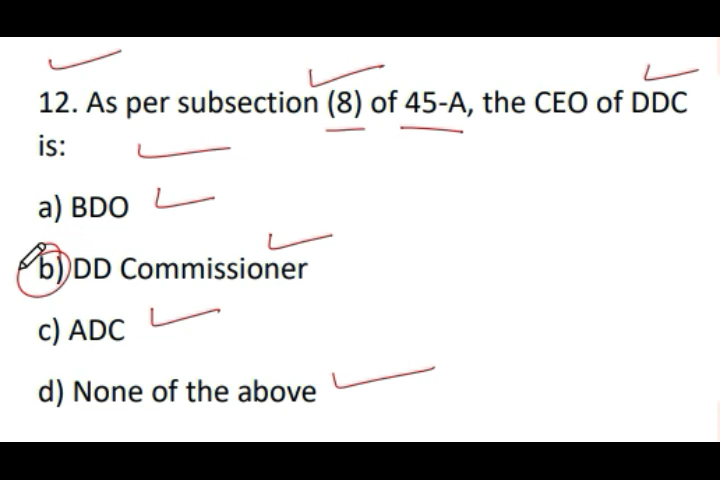 12. As per subsection (8) of 45-A, the CEO of DDC
is:
a) BDO
b) DD Commissioner
c) ADC
d) None of the above